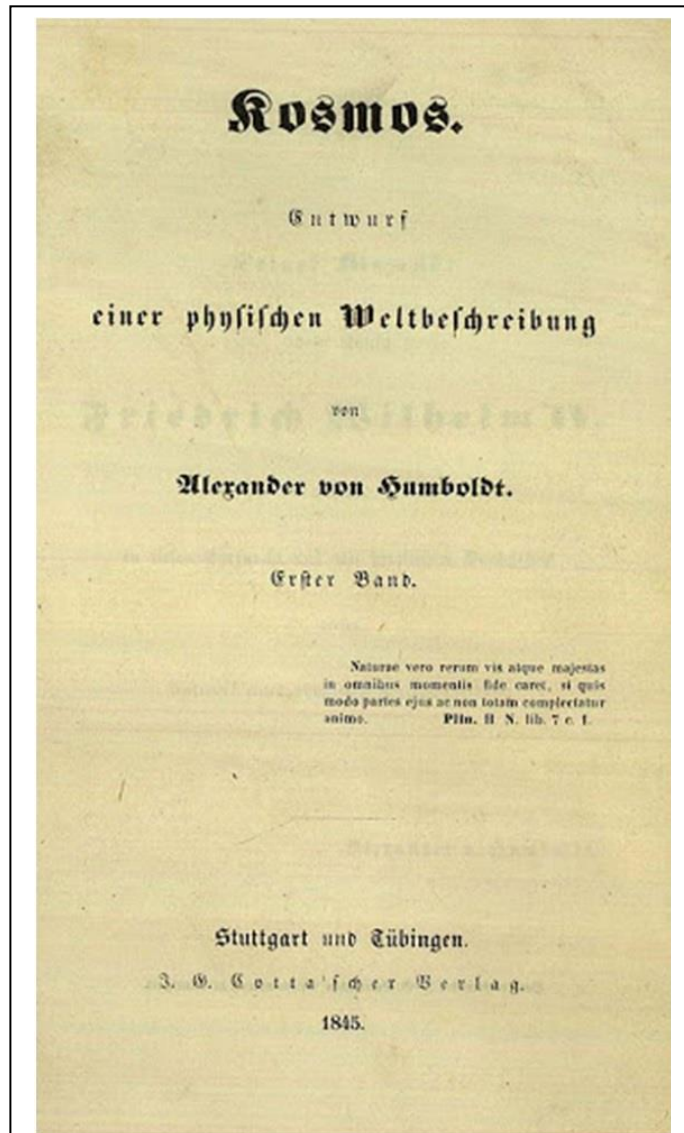 Kosmos.
Entwurf
einer physischen Weltbeschreibung
von
Alexander von Humboldt.
Erster Band.
Naturae vero rerum vis atque majestas
in omnibus momentis fide caret, si quis
modo partes ejus ac non totam complectatur
animo. Plin. H N. lib. 7 c. 1.
Stuttgart und Tübingen.
J. G. Cotta'scher Verlag.
1845.